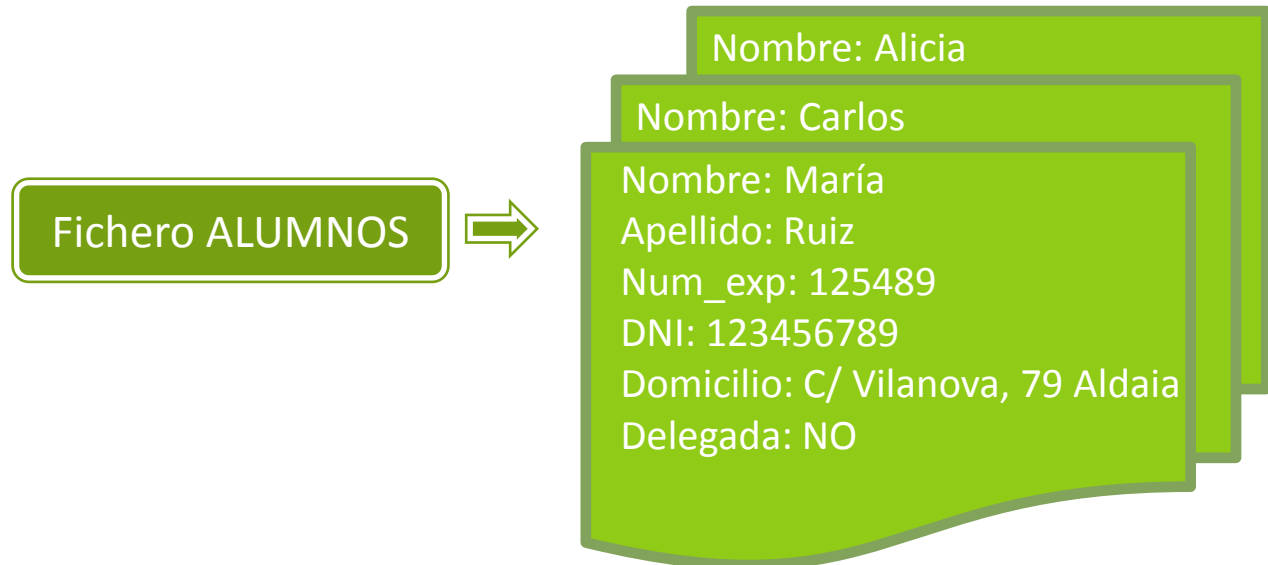 Fichero ALUMNOS
Nombre: Alicia
Nombre: Carlos
Nombre: María
Apellido: Ruiz
Num_exp: 125489
DNI: 123456789
Domicilio: C/ Vilanova, 79 Aldaia
Delegada: NO